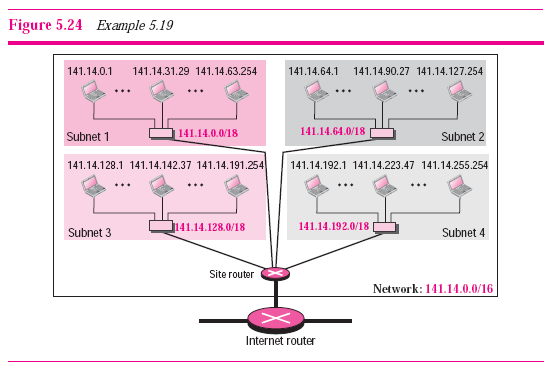 Figure 5.24 Example 5.19
141.14.0.1 141.14.31.29 141.14.63.254
141.14.0.0/18
Subnet 1
141.14.64.1 141.14.90.27 141.14.127.254
141.14.64.0/18
Subnet 2
141.14.128.1 141.14.142.37 141.14.191.254
141.14.128.0/18
Subnet 3
141.14.192.1 141.14.223.47 141.14.255.254
141.14.192.0/18
Subnet 4
Site router
Network: 141.14.0.0/16
Internet router